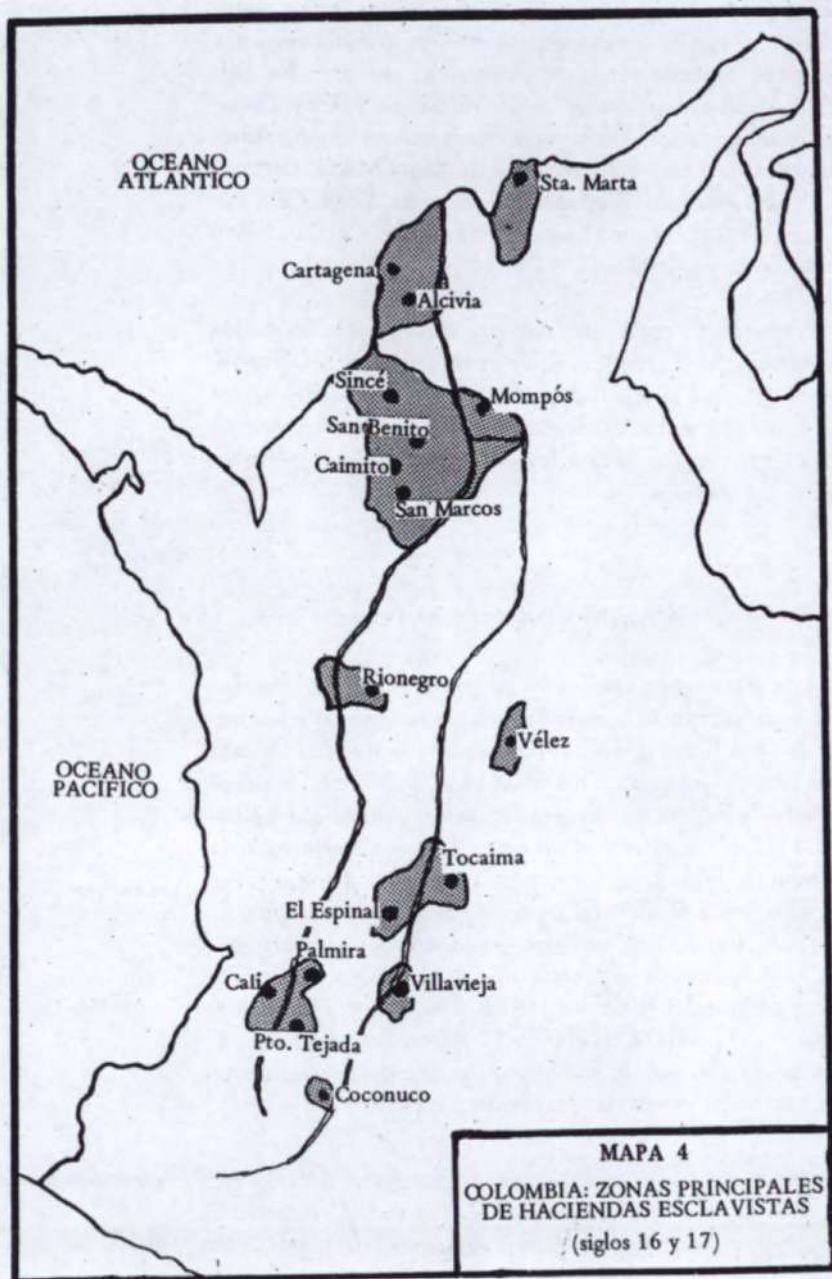 OCEANO
ATLANTICO
Sta. Marta
Cartagena
Alcivia
Sincé
Mompós
San Benito
Caimito
San Marcos
Rionegro
Vélez
OCEANO
PACIFICO
Tocaima
El Espinal
Palmira
Cali
Villavieja
Pto. Tejada
Coconuco
MAPA 4
COLOMBIA: ZONAS PRINCIPALES
DE HACIENDAS ESCLAVISTAS
(siglos 16 y 17)